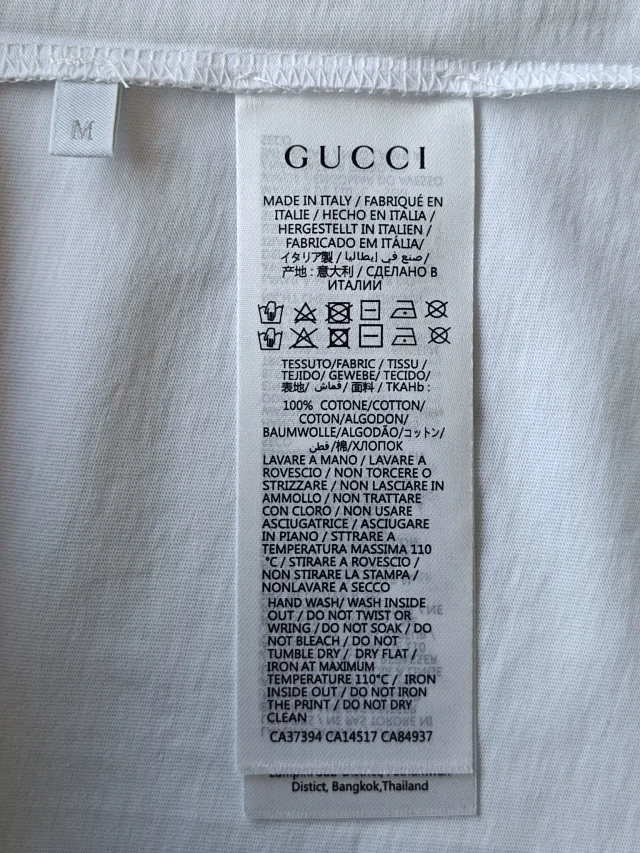 M
GUCCI
MADE IN ITALY / FABRIQUÉ EN
ITALIE / HECHO EN ITALIA /
HERGESTELLT IN ITALIEN /
FABRICADO EM ITÁLIA/
イタリア製 / صنع في إيطاليا /
产地 : 意大利 / СДЕЛАНО В
ИТАЛИИ
TESSUTO/FABRIC / TISSU /
TEJIDO/ GEWEBE/ TECIDO/
表地/ قماش/ 面料 / ТКАНЬ :
100% COTONE/COTTON/
COTON/ALGODON/
BAUMWOLLE/ALGODÃO/コットン/
قطن /棉/ХЛОПОК
LAVARE A MANO / LAVARE A
ROVESCIO / NON TORCERE O
STRIZZARE / NON LASCIARE IN
AMMOLLO / NON TRATTARE
CON CLORO / NON USARE
ASCIUGATRICE / ASCIUGARE
IN PIANO / STTRARE A
TEMPERATURA MASSIMA 110
°C / STIRARE A ROVESCIO /
NON STIRARE LA STAMPA /
NONLAVARE A SECCO
HAND WASH/ WASH INSIDE
OUT / DO NOT TWIST OR
WRING / DO NOT SOAK / DO
NOT BLEACH / DO NOT
TUMBLE DRY / DRY FLAT /
IRON AT MAXIMUM
TEMPERATURE 110°C / IRON
INSIDE OUT / DO NOT IRON
THE PRINT / DO NOT DRY
CLEAN
CA37394 CA14517 CA84937
Distict, Bangkok,Thailand